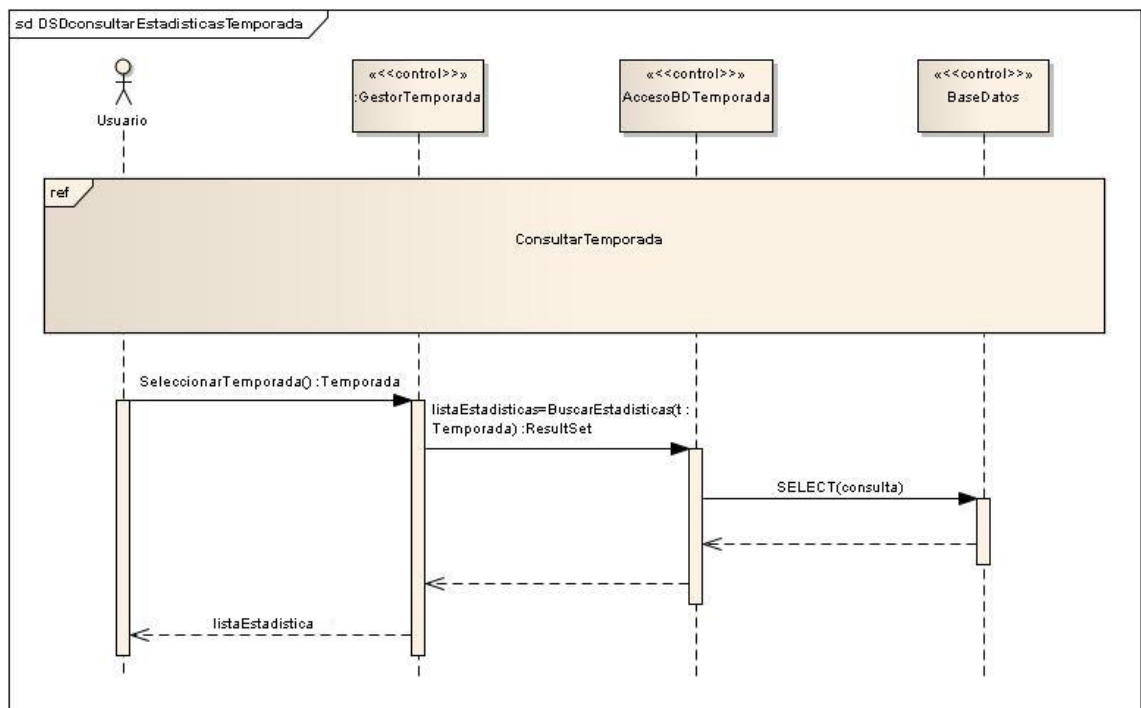 sd DSDconsultarEstadisticasTemporada
«<<control>>»
:GestorTemporada
«<<control>>»
AccesoBDTemporada
«<<control>>»
BaseDatos
Usuario
ref
ConsultarTemporada
SeleccionarTemporada() :Temporada
listaEstadisticas=BuscarEstadisticas(t :
Temporada) :ResultSet
SELECT(consulta)
listaEstadistica